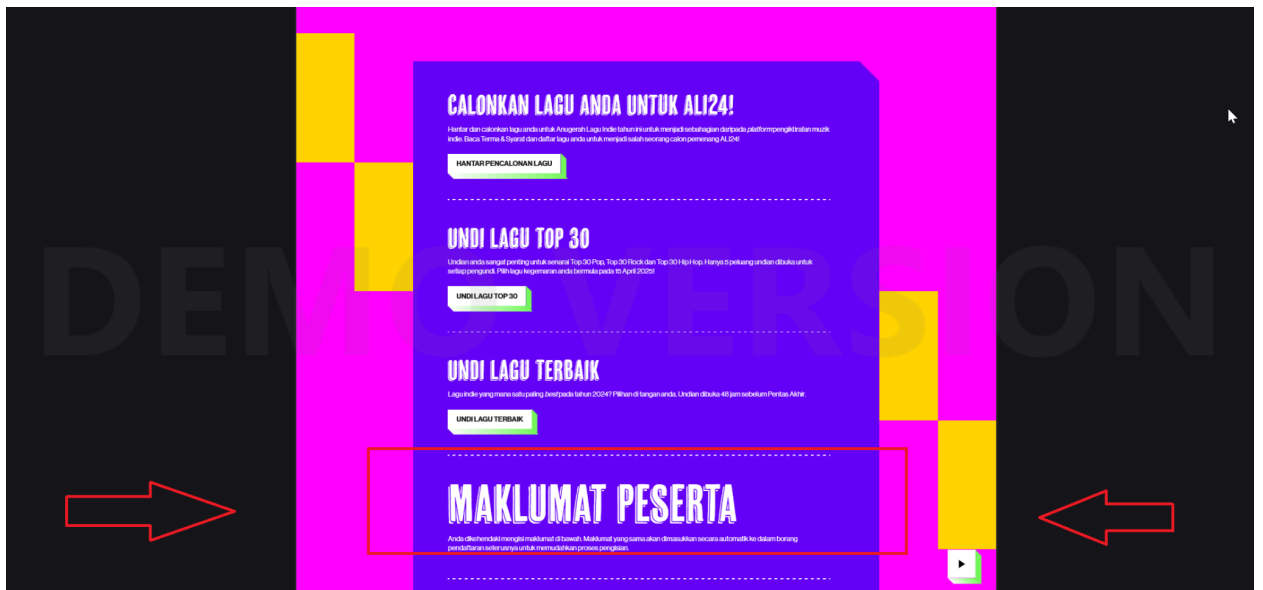 CALONKAN LAGU ANDA UNTUK ALI24!
Hantar dan calonkan lagu anda untuk Anugerah Lagu Indie tahun ini untuk menjadi sebahagian daripada platform pengiktiratan muzik
indie. Baca Terma & Syarat dan daftar lagu anda untuk menjadi salah seorang calon pemenang ALI24!
HANTAR PENCALONAN LAGU
UNDI LAGU TOP 30
Undian anda sangat penting untuk senarai Top 30 Pop, Top 30 Rock dan Top 30 Hip Hop. Hanya 5 peluang undian dibuka untuk
setiap pengundi. Pilih lagu kegemaran anda bermula pada 15 April 2025!
UNDI LAGU TOP 30
DEMO VERSION
UNDI LAGU TERBAIK
Lagu indie yang mana satu paling best pada tahun 2024? Pilihan di tangan anda. Undian dibuka 48 jam sebelum Pentas Akhir.
UNDI LAGU TERBAIK
MAKLUMAT PESERTA
Anda dikehendaki mengisi maklumat di bawah. Maklumat yang sama akan dimasukkan secara automatik ke dalam borang
pendaftaran seterusnya untuk memudahkan proses pengisian.